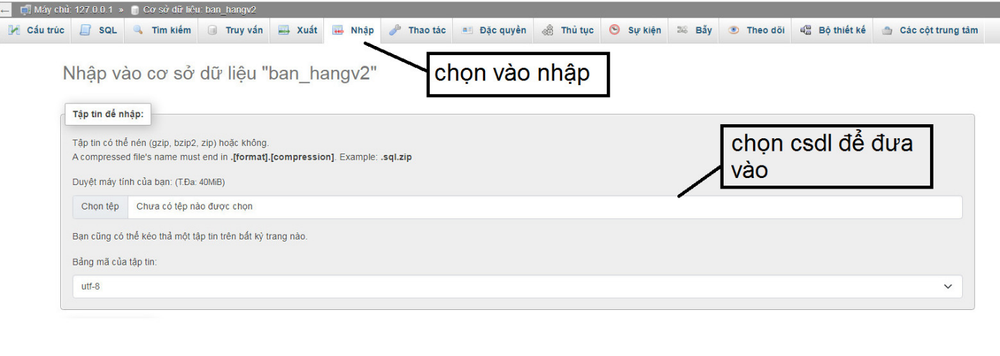 Máy chủ: 127.0.0.1 » Cơ sở dữ liệu: ban_hangv2
Cấu trúc SQL Tìm kiếm Truy vấn Xuất Nhập Thao tác Đặc quyền Thủ tục Sự kiện Bẫy Theo dõi Bộ thiết kế Các cột trung tâm
chọn vào nhập
Nhập vào cơ sở dữ liệu "ban_hangv2"
Tập tin để nhập:
Tập tin có thể nén (gzip, bzip2, zip) hoặc không.
A compressed file's name must end in .[format].[compression]. Example: .sql.zip
chọn csdl để đưa
vào
Duyệt máy tính của bạn: (T.Đa: 40MiB)
Chọn tệp Chưa có tệp nào được chọn
Bạn cũng có thể kéo thả một tập tin trên bất kỳ trang nào.
Bảng mã của tập tin:
utf-8